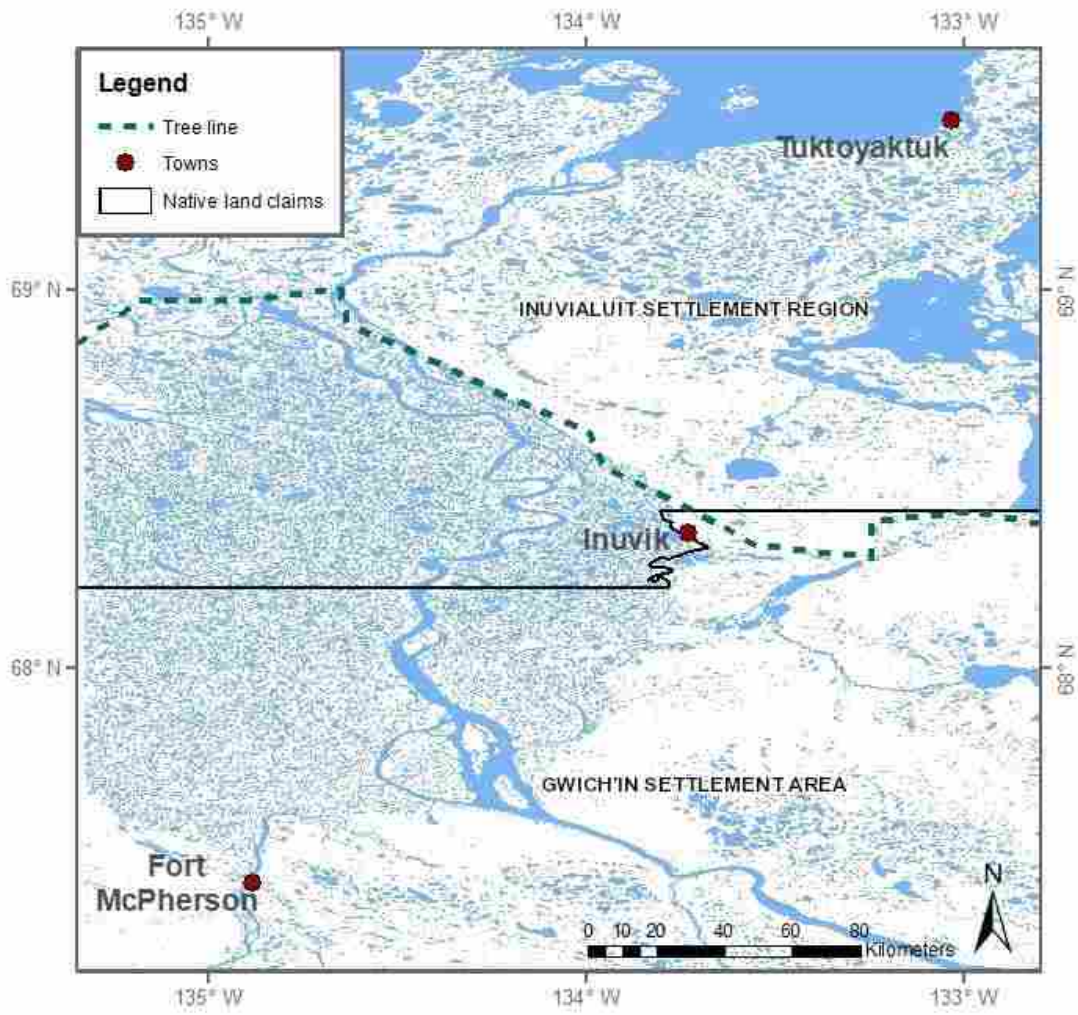 135° W 134° W 133° W
Legend
Tree line
Towns
Native land claims
Tuktoyaktuk
69° N
69° N
INUVIALUIT SETTLEMENT REGION
Inuvik
68° N
68° N
GWICH'IN SETTLEMENT AREA
Fort
McPherson
N
0 10 20 40 60 80
Kilometers
135° W 134° W 133° W